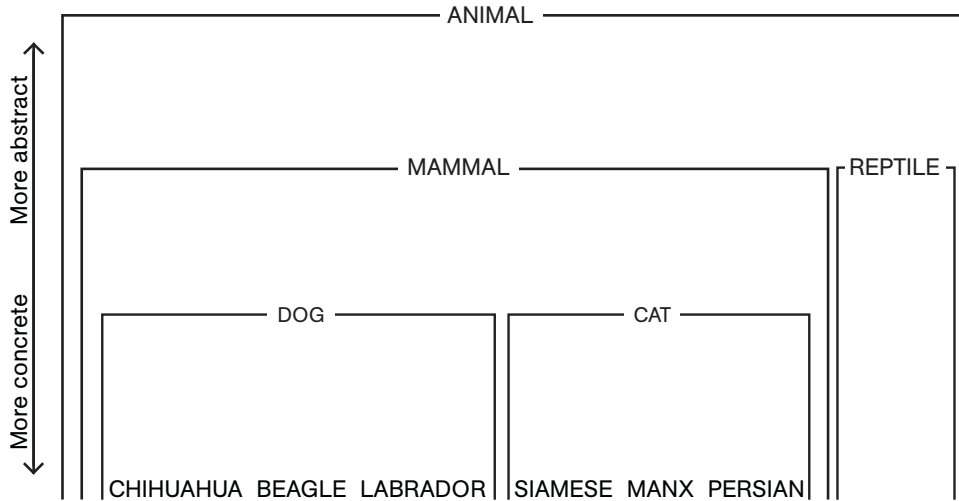 ANIMAL
More abstract
MAMMAL
REPTILE
More concrete
DOG
CAT
CHIHUAHUA BEAGLE LABRADOR SIAMESE MANX PERSIAN